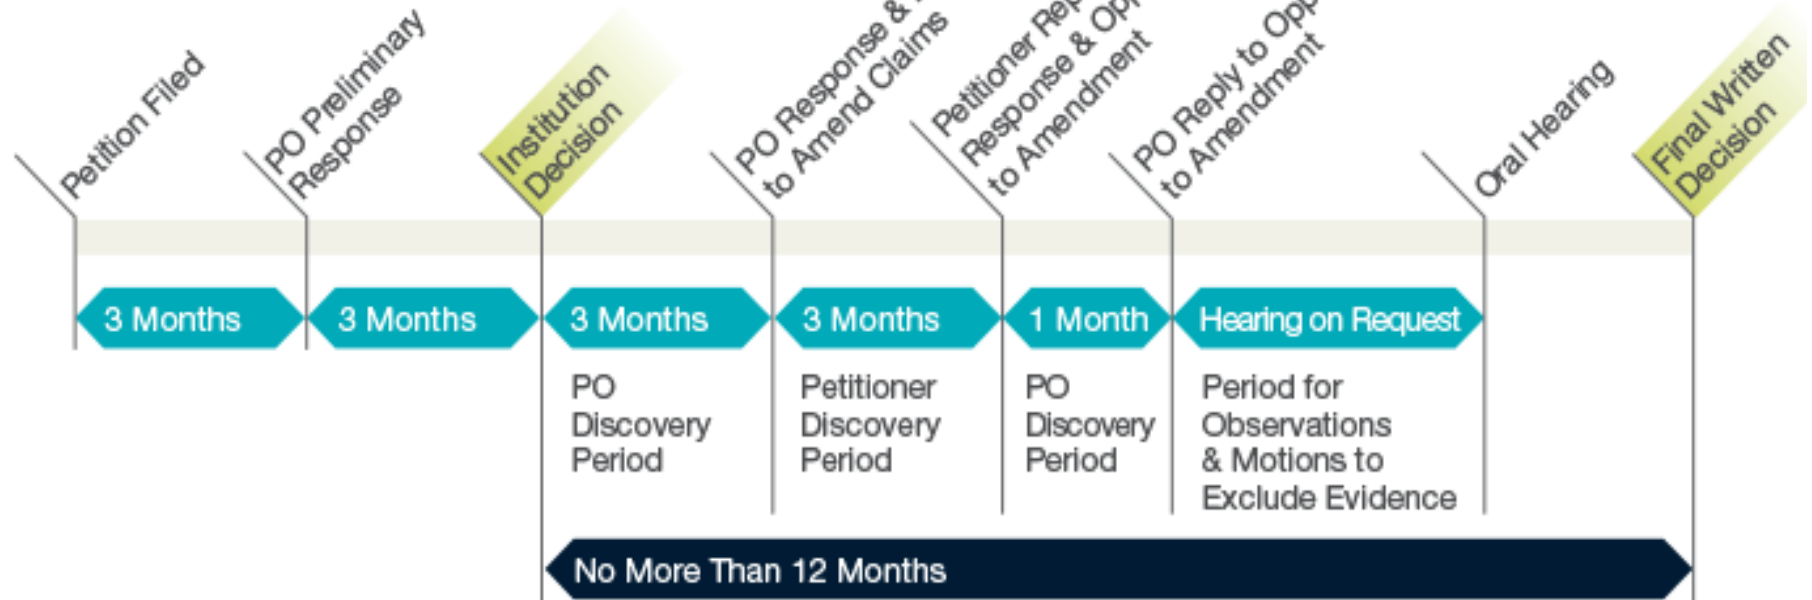 Petition Filed
PO Preliminary
Response
Institution
Decision
PO Response &
to Amend Claims
Petitioner
Response &
to Amendment
PO Reply to
to Amendment
Oral Hearing
Final Written
Decision
3 Months
3 Months
3 Months
3 Months
1 Month
Hearing on Request
PO
Discovery
Period
Petitioner
Discovery
Period
PO
Discovery
Period
Period for
Observations
& Motions to
Exclude Evidence
No More Than 12 Months